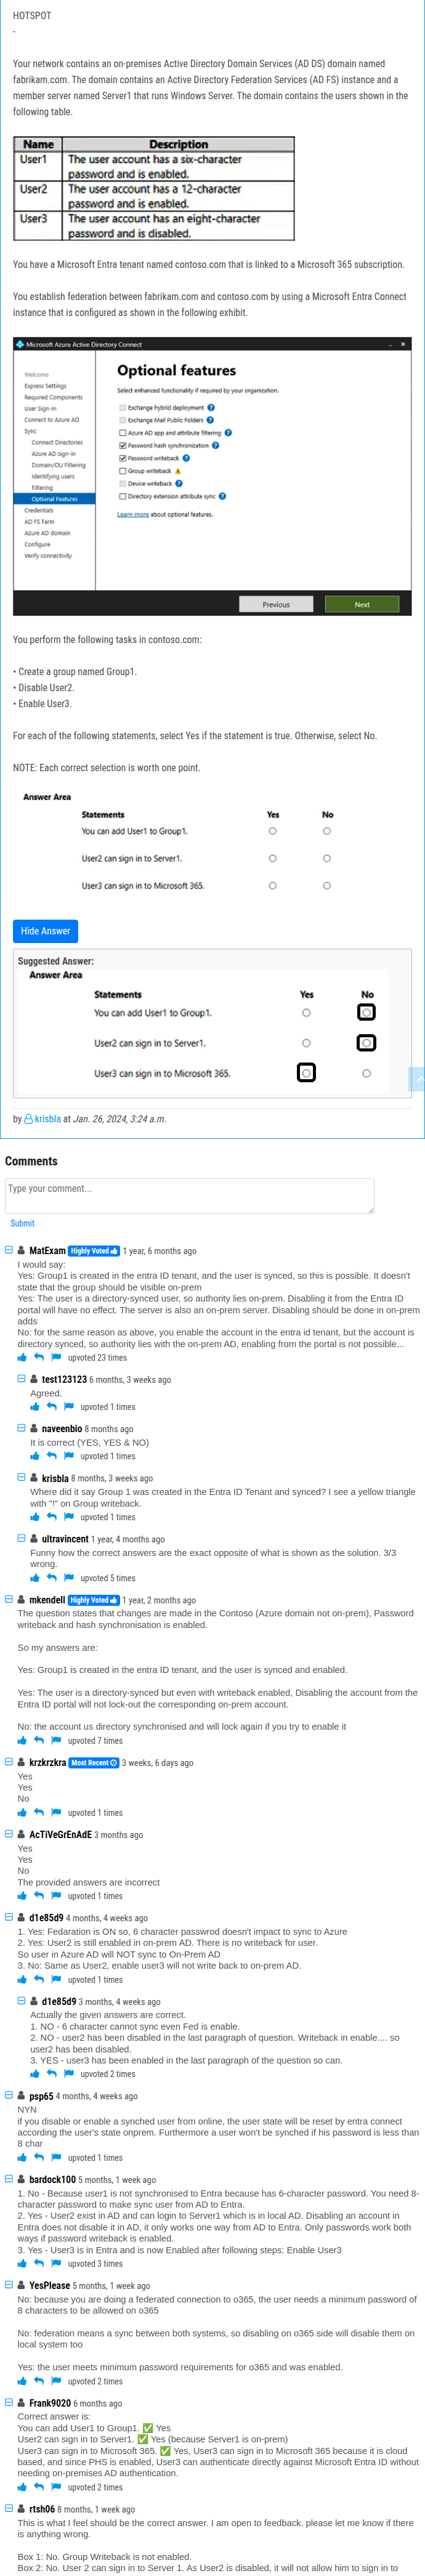 HOTSPOT
-
Your network contains an on-premises Active Directory Domain Services (AD DS) domain named
fabrikam.com. The domain contains an Active Directory Federation Services (AD FS) instance and a
member server named Server1 that runs Windows Server. The domain contains the users shown in the
following table.
Name Description
User1 The user account has a six-character
password and is enabled.
User2 The user account has a 12-character
password and is enabled.
User3 The user account has an eight-character
password and is disabled.
You have a Microsoft Entra tenant named contoso.com that is linked to a Microsoft 365 subscription.
You establish federation between fabrikam.com and contoso.com by using a Microsoft Entra Connect
instance that is configured as shown in the following exhibit.
Microsoft Azure Active Directory Connect
Welcome
Express Settings
Required Components
User Sign-In
Connect to Azure AD
Sync
Connect Directories
Azure AD sign-in
Domain/OU Filtering
Identifying users
Filtering
Optional Features
Credentials
AD FS Farm
Azure AD domain
Configure
Verify connectivity
Optional features
Select enhanced functionality if required by your organization.
Exchange hybrid deployment ?
Exchange Mail Public Folders ?
Azure AD app and attribute filtering ?
Password hash synchronization ?
Password writeback ?
Group writeback
Device writeback ?
Directory extension attribute sync ?
Learn more about optional features.
Previous Next
You perform the following tasks in contoso.com:
• Create a group named Group1.
• Disable User2.
• Enable User3.
For each of the following statements, select Yes if the statement is true. Otherwise, select No.
NOTE: Each correct selection is worth one point.
Answer Area
Statements Yes No
You can add User1 to Group1.
User2 can sign in to Server1.
User3 can sign in to Microsoft 365.
Hide Answer
Suggested Answer:
Answer Area
Statements Yes No
You can add User1 to Group1.
User2 can sign in to Server1.
User3 can sign in to Microsoft 365.
by krisbla at Jan. 26, 2024, 3:24 a.m.
Comments
Type your comment...
Submit
MatExam Highly Voted 1 year, 6 months ago
I would say:
Yes: Group1 is created in the entra ID tenant, and the user is synced, so this is possible. It doesn't
state that the group should be visible on-prem
Yes: The user is a directory-synced user, so authority lies on-prem. Disabling it from the Entra ID
portal will have no effect. The server is also an on-prem server. Disabling should be done in on-prem
adds
No: for the same reason as above, you enable the account in the entra id tenant, but the account is
directory synced, so authority lies with the on-prem AD, enabling from the portal is not possible...
upvoted 23 times
test123123 6 months, 3 weeks ago
Agreed.
upvoted 1 times
naveenbio 8 months ago
It is correct (YES, YES & NO)
upvoted 1 times
krisbla 8 months, 3 weeks ago
Where did it say Group 1 was created in the Entra ID Tenant and synced? I see a yellow triangle
with "!" on Group writeback.
upvoted 1 times
ultravincent 1 year, 4 months ago
Funny how the correct answers are the exact opposite of what is shown as the solution. 3/3
wrong.
upvoted 5 times
mkendell Highly Voted 1 year, 2 months ago
The question states that changes are made in the Contoso (Azure domain not on-prem), Password
writeback and hash synchronisation is enabled.
So my answers are:
Yes: Group1 is created in the entra ID tenant, and the user is synced and enabled.
Yes: The user is a directory-synced but even with writeback enabled, Disabling the account from the
Entra ID portal will not lock-out the corresponding on-prem account.
No: the account us directory synchronised and will lock again if you try to enable it
upvoted 7 times
krzkrzkra Most Recent 3 weeks, 6 days ago
Yes
Yes
No
upvoted 1 times
AcTiVeGrEnAdE 3 months ago
Yes
Yes
No
The provided answers are incorrect
upvoted 1 times
d1e85d9 4 months, 4 weeks ago
1. Yes: Fedaration is ON so, 6 character passwrod doesn't impact to sync to Azure
2. Yes: User2 is still enabled in on-prem AD. There is no writeback for user.
So user in Azure AD will NOT sync to On-Prem AD
3. No: Same as User2, enable user3 will not write back to on-prem AD.
upvoted 1 times
d1e85d9 3 months, 4 weeks ago
Actually the given answers are correct.
1. NO - 6 character cannot sync even Fed is enable.
2. NO - user2 has been disabled in the last paragraph of question. Writeback in enable.... so
user2 has been disabled.
3. YES - user3 has been enabled in the last paragraph of the question so can.
upvoted 2 times
psp65 4 months, 4 weeks ago
NYN
if you disable or enable a synched user from online, the user state will be reset by entra connect
according the user's state onprem. Furthermore a user won't be synched if his password is less than
8 char
upvoted 1 times
bardock100 5 months, 1 week ago
1. No - Because user1 is not synchronised to Entra because has 6-character password. You need 8-
character password to make sync user from AD to Entra.
2. Yes - User2 exist in AD and can login to Server1 which is in local AD. Disabling an account in
Entra does not disable it in AD, it only works one way from AD to Entra. Only passwords work both
ways if password writeback is enabled.
3. Yes - User3 is in Entra and is now Enabled after following steps: Enable User3
upvoted 3 times
YesPlease 5 months, 1 week ago
No: because you are doing a federated connection to o365, the user needs a minimum password of
8 characters to be allowed on o365
No: federation means a sync between both systems, so disabling on o365 side will disable them on
local system too
Yes: the user meets minimum password requirements for o365 and was enabled.
upvoted 2 times
Frank9020 6 months ago
Correct answer is:
You can add User1 to Group1. ✅ Yes
User2 can sign in to Server1. ✅ Yes (because Server1 is on-prem)
User3 can sign in to Microsoft 365. ✅ Yes, User3 can sign in to Microsoft 365 because it is cloud
based, and since PHS is enabled, User3 can authenticate directly against Microsoft Entra ID without
needing on-premises AD authentication.
upvoted 2 times
rtsh06 8 months, 1 week ago
This is what I feel should be the correct answer. I am open to feedback. please let me know if there
is anything wrong.
Box 1: No. Group Writeback is not enabled.
Box 2: No. User 2 can sign in to Server 1. As User2 is disabled, it will not allow him to sign in to